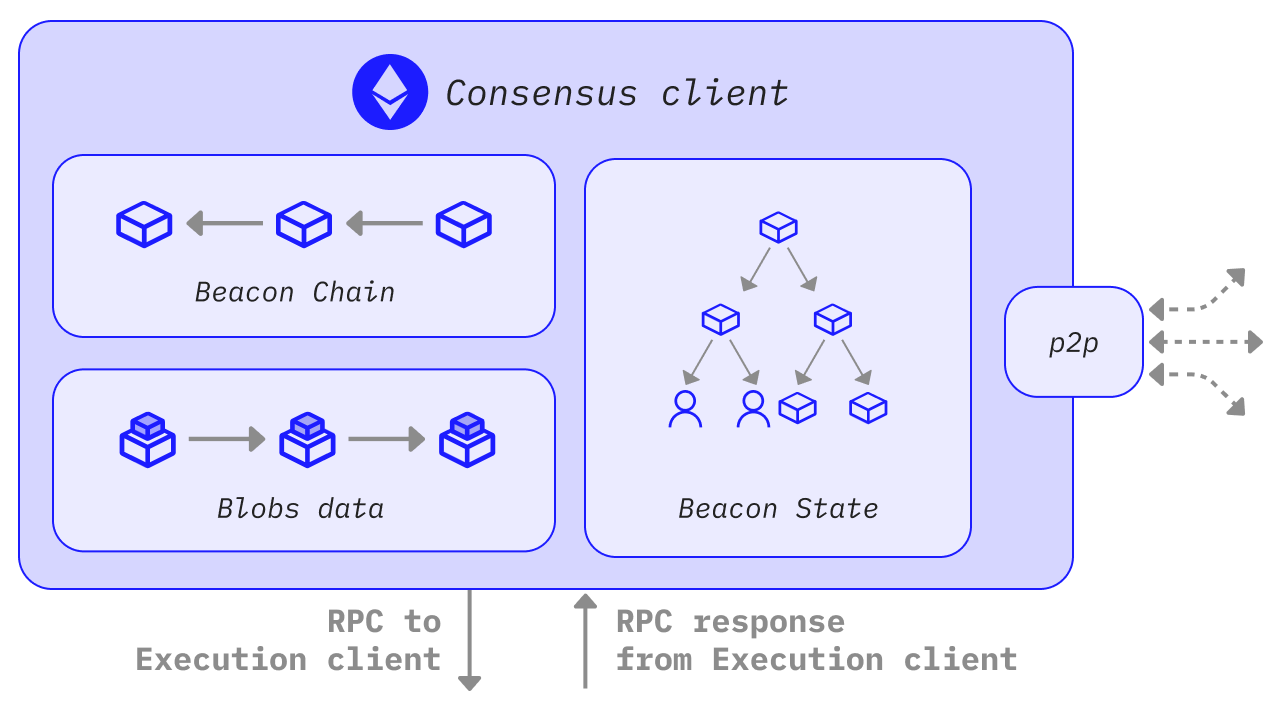 Consensus client
Beacon Chain
Blobs data
Beacon State
p2p
RPC to
Execution client
RPC response
from Execution client